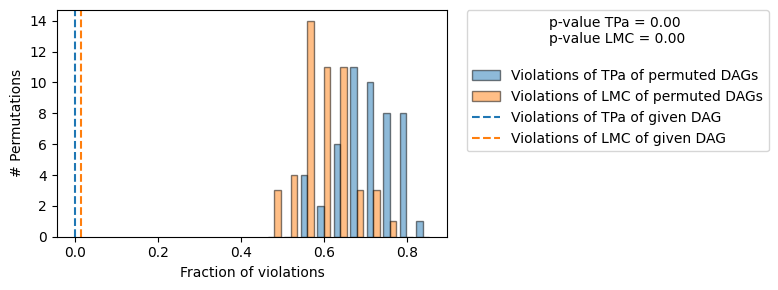 14
12
10
8
6
4
2
0
# Permutations
0.0 0.2 0.4 0.6 0.8
Fraction of violations
p-value TPa = 0.00
p-value LMC = 0.00
Violations of TPa of permuted DAGs
Violations of LMC of permuted DAGs
Violations of TPa of given DAG
Violations of LMC of given DAG